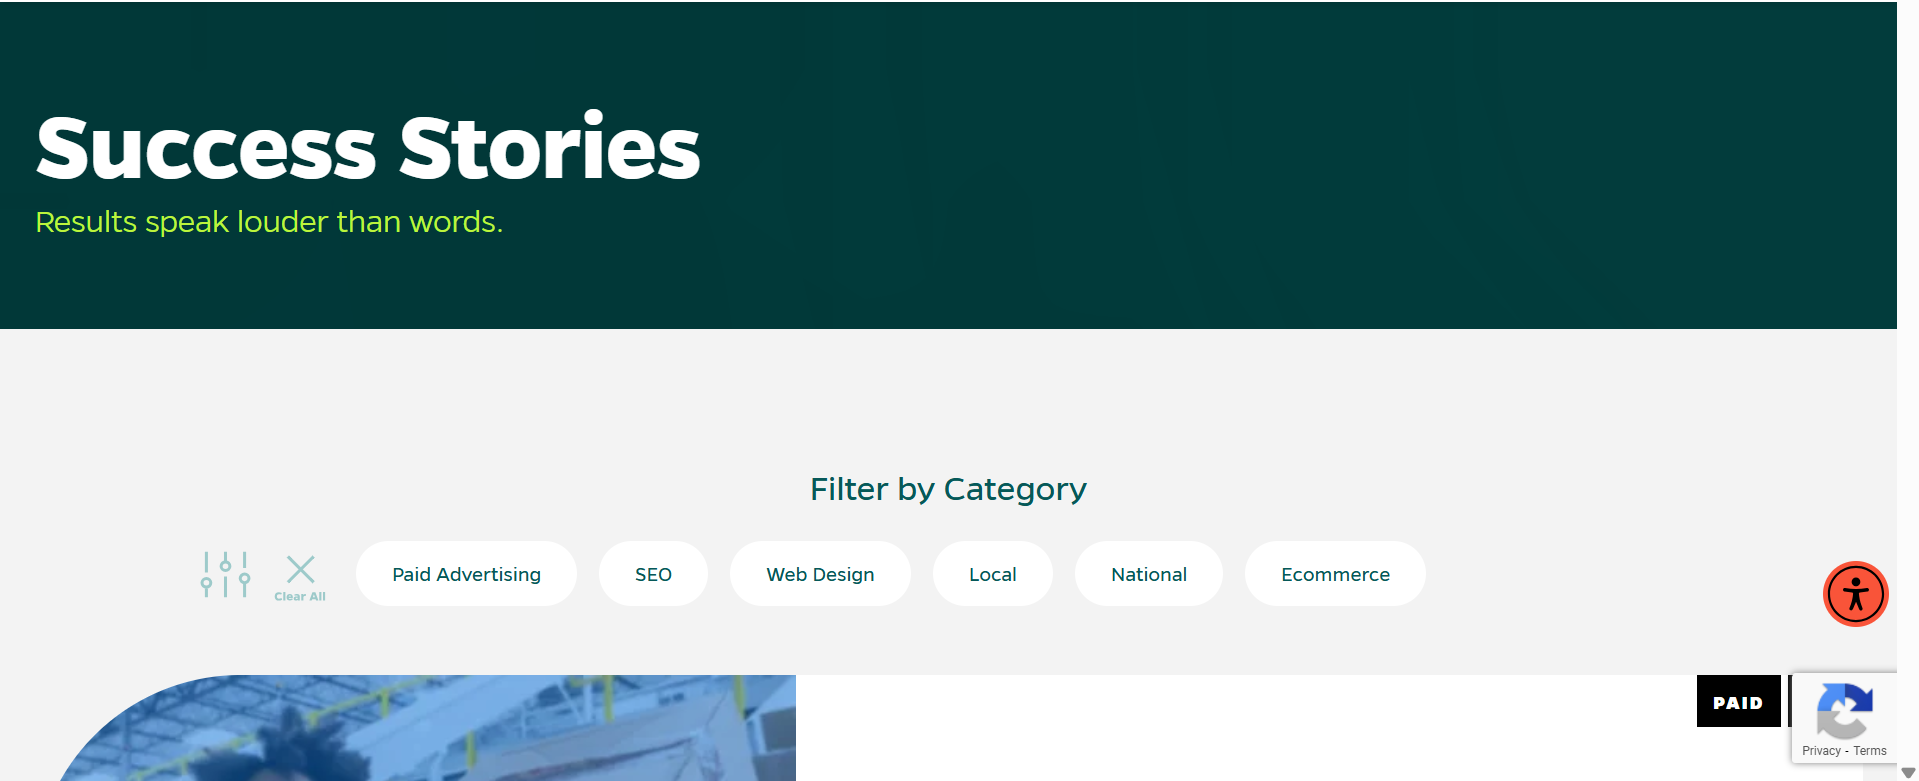 Success Stories
Results speak louder than words.
Filter by Category
Clear All
Paid Advertising
SEO
Web Design
Local
National
Ecommerce
PAID
Privacy - Terms